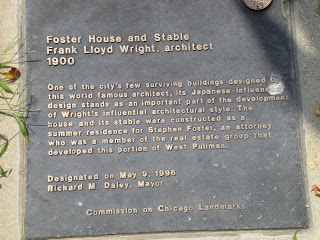 Foster House and Stable
Frank Lloyd Wright, architect
1900
One of the city's few surviving buildings designed by
this world famous architect, its Japanese-influenced
design stands as an important part of the development
of Wright's influential architectural style. The
house and its stable were constructed as a
summer residence for Stephen Foster, an attorney
who was a member of the real estate group that
developed this portion of West Pullman.
Designated on May 9, 1996
Richard M. Daley, Mayor
Commission on Chicago Landmarks